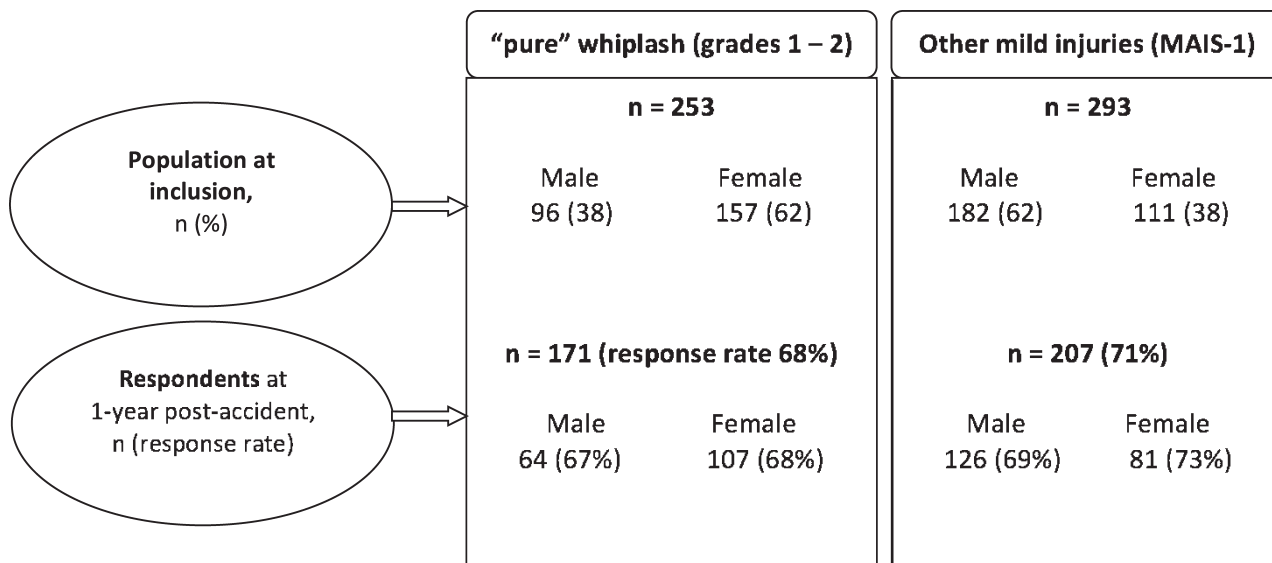 “pure” whiplash (grades 1 – 2)
Other mild injuries (MAIS-1)
Population at
inclusion,
n (%)
n = 253
Male Female
96 (38) 157 (62)
n = 293
Male Female
182 (62) 111 (38)
Respondents at
1-year post-accident,
n (response rate)
n = 171 (response rate 68%)
Male Female
64 (67%) 107 (68%)
n = 207 (71%)
Male Female
126 (69%) 81 (73%)